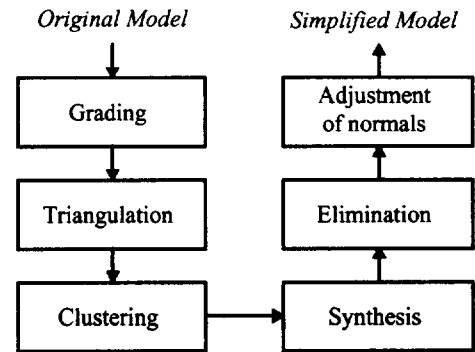 Original Model
Grading
Triangulation
Clustering
Simplified Model
Adjustment
of normals
Elimination
Synthesis